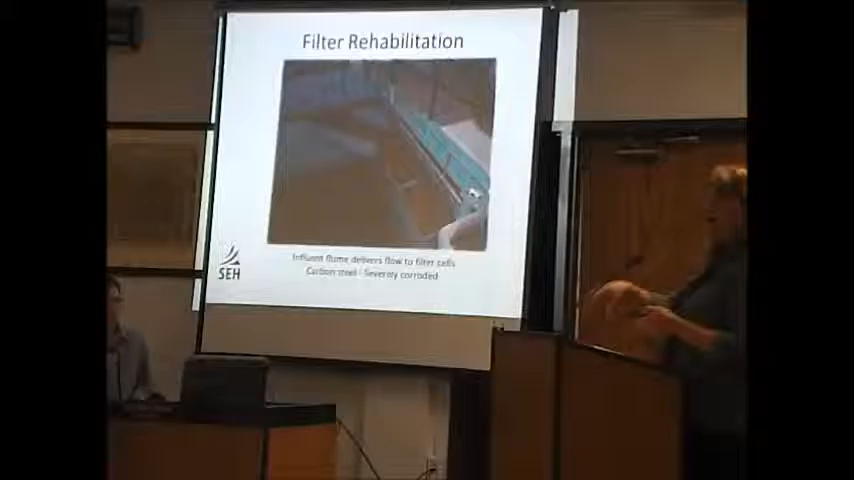 Filter Rehabilitation
Influent flume delivers flow to filter cells
Carbon steel - Severely corroded
SEH